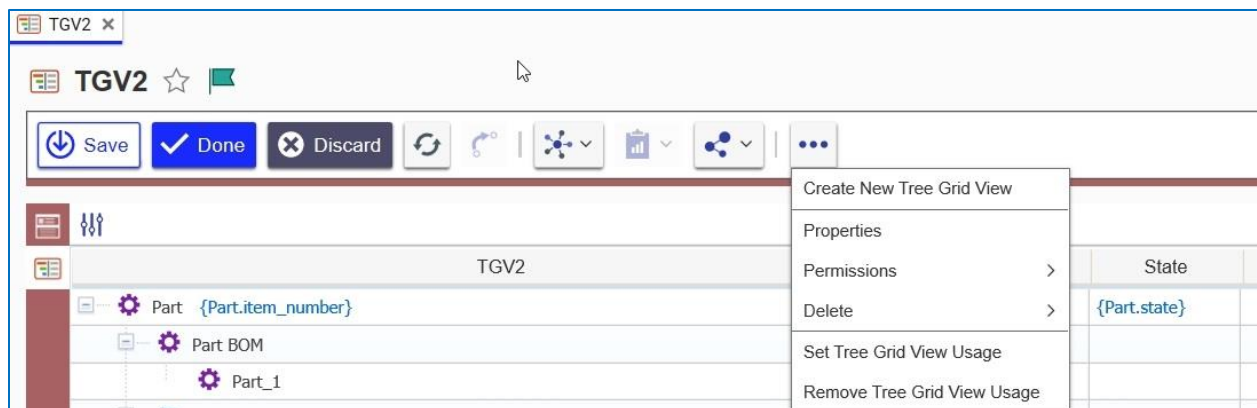 TGV2
TGV2
Save Done Discard
Create New Tree Grid View
Properties
Permissions
Delete
Set Tree Grid View Usage
Remove Tree Grid View Usage
TGV2 State
Part {Part.item_number} {Part.state}
Part BOM
Part_1